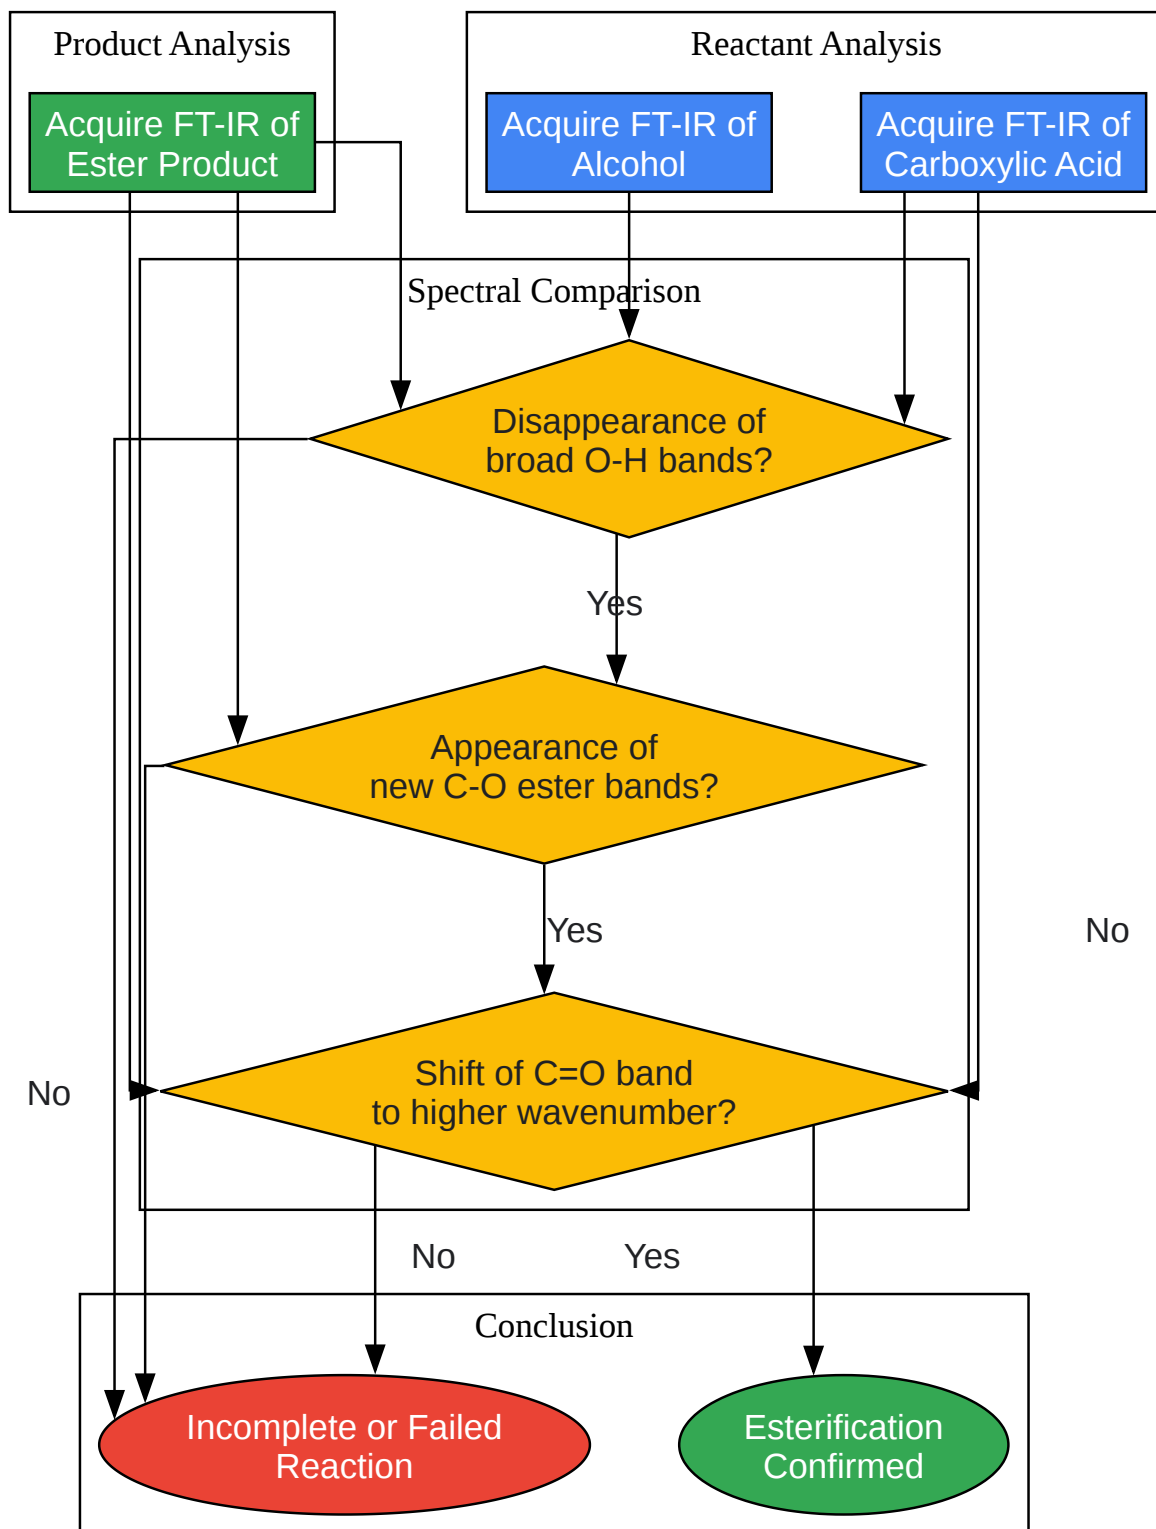 Product Analysis
Reactant Analysis
Acquire FT-IR of
Ester Product
Acquire FT-IR of
Alcohol
Acquire FT-IR of
Carboxylic Acid
Spectral Comparison
Disappearance of
broad O-H bands?
Yes
Appearance of
new C-O ester bands?
Yes
No
Shift of C=O band
to higher wavenumber?
No
No
Yes
Conclusion
Incomplete or Failed
Reaction
Esterification
Confirmed